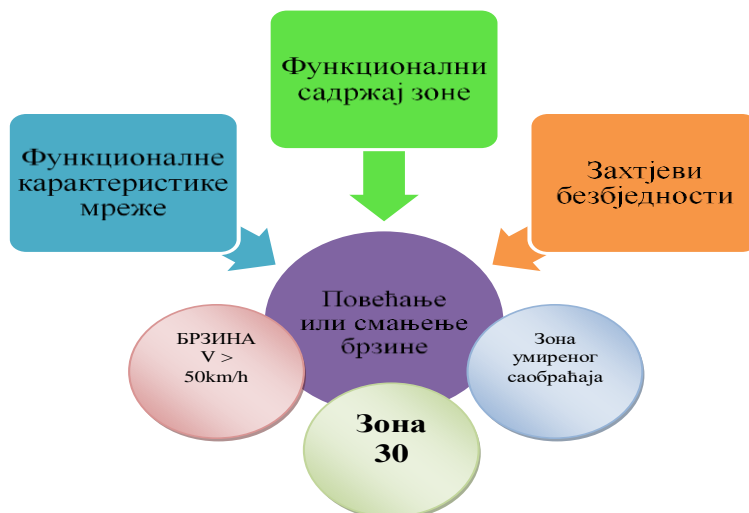 Функционални
садржај зоне
Функционалне
карактеристике
мреже
Захтјеви
безбједности
Повећање
или смањење
брзине
БРЗИНА
V >
50km/h
Зона
умиреног
саобраћаја
Зона
30